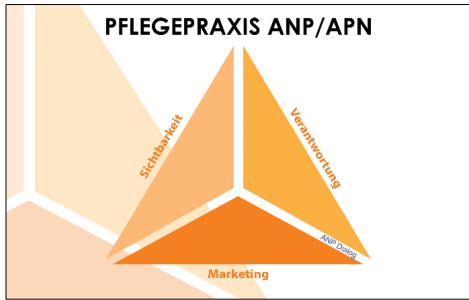 PFLEGEPRAXIS ANP/APN
Sichtbarkeit
Verantwortung
ANP Dialog
Marketing